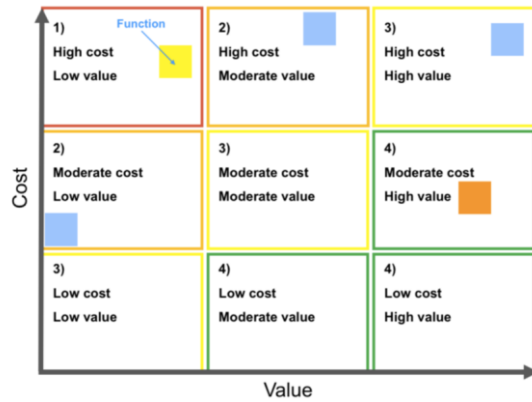 Function
1)
High cost
Low value
2)
High cost
Moderate value
3)
High cost
High value
2)
Moderate cost
Low value
3)
Moderate cost
Moderate value
4)
Moderate cost
High value
3)
Low cost
Low value
4)
Low cost
Moderate value
4)
Low cost
High value
Cost
Value